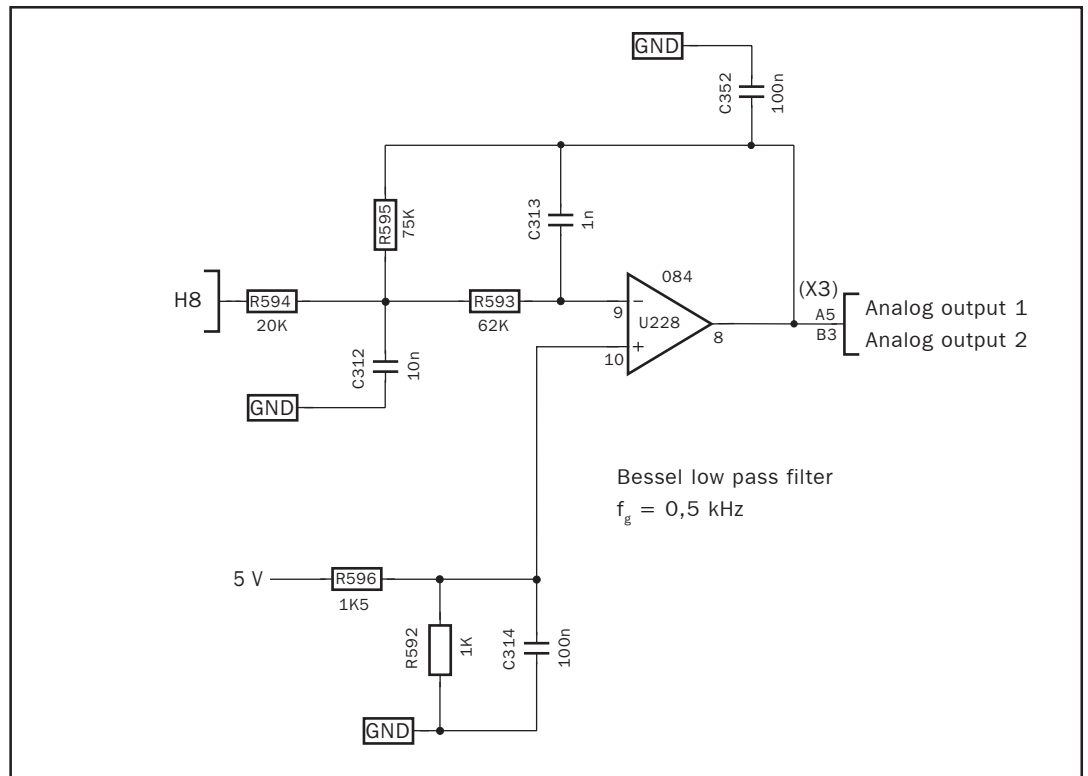 GND
C352
100n
R595
75K
C313
1n
084
H8
R594
20K
R593
62K
9
−
U228
10
+
8
(X3)
A5
B3
Analog output 1
Analog output 2
C312
10n
GND
Bessel low pass filter
fg = 0,5 kHz
5 V
R596
1K5
R592
1K
C314
100n
GND